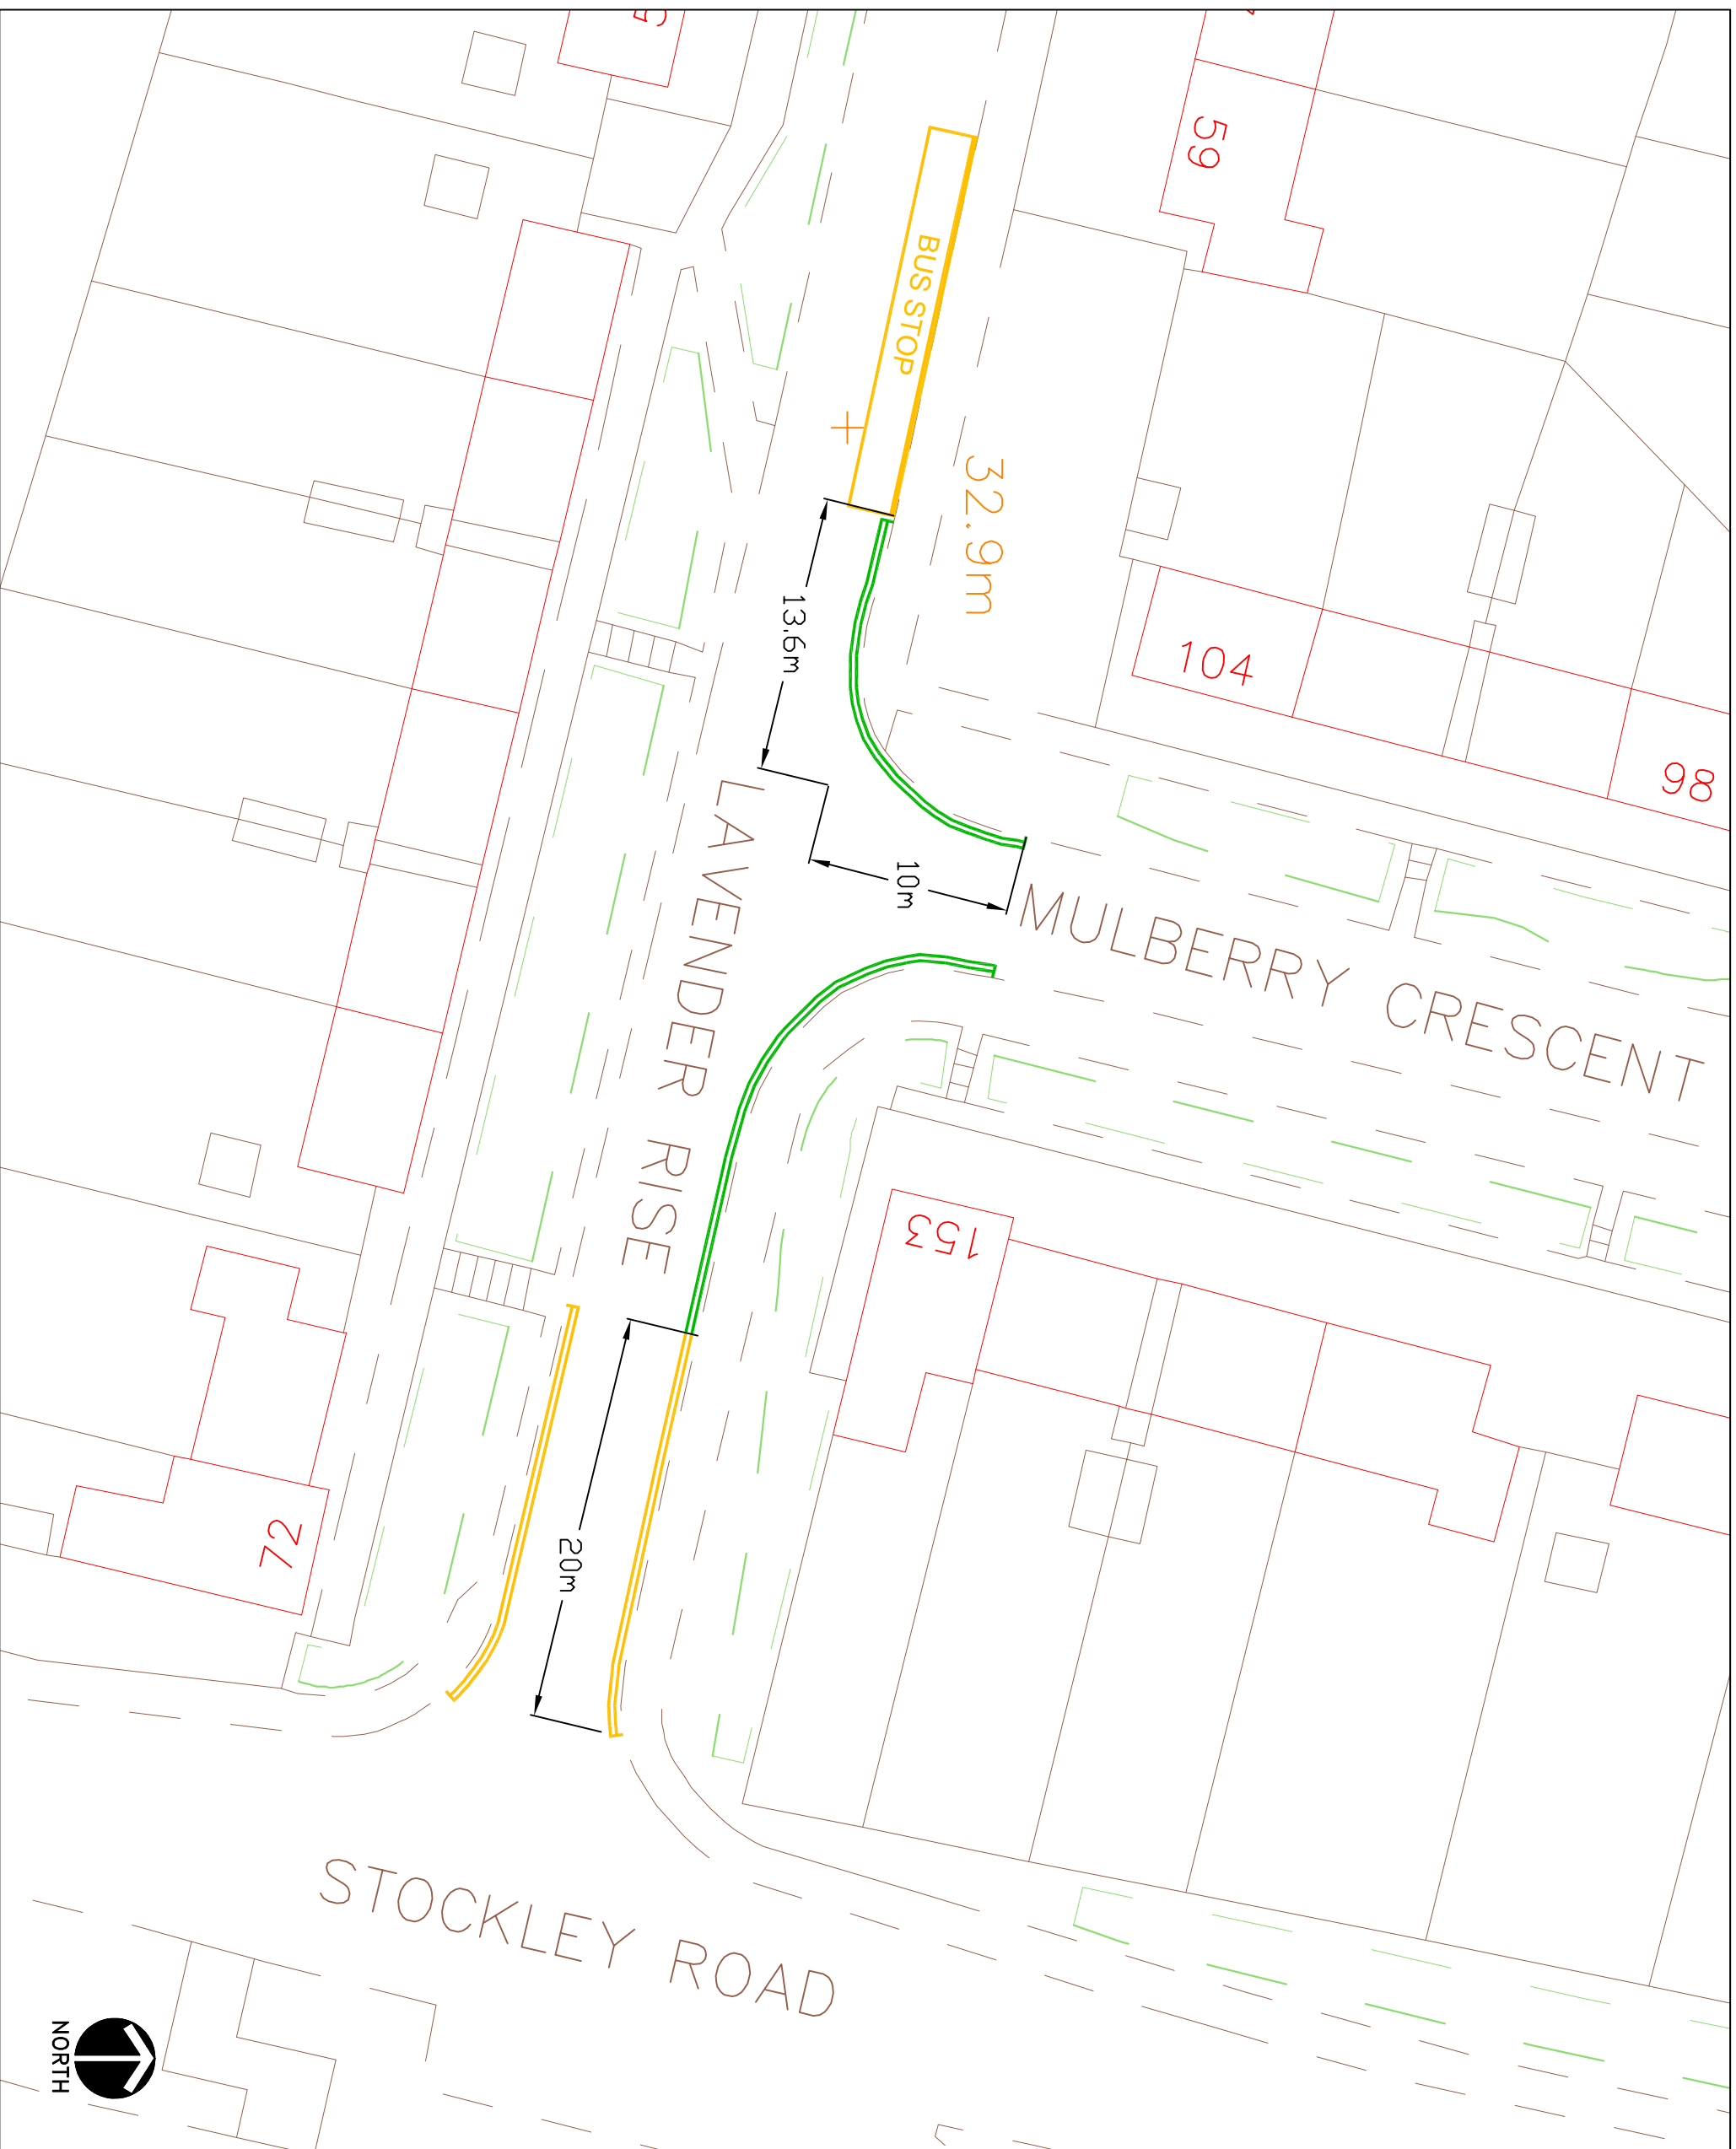 59
BUS STOP
32.9m
104
98
13.6m
10m
MULBERRY CRESCENT
LAVENDER RISE
153
20m
72
STOCKLEY ROAD
NORTH